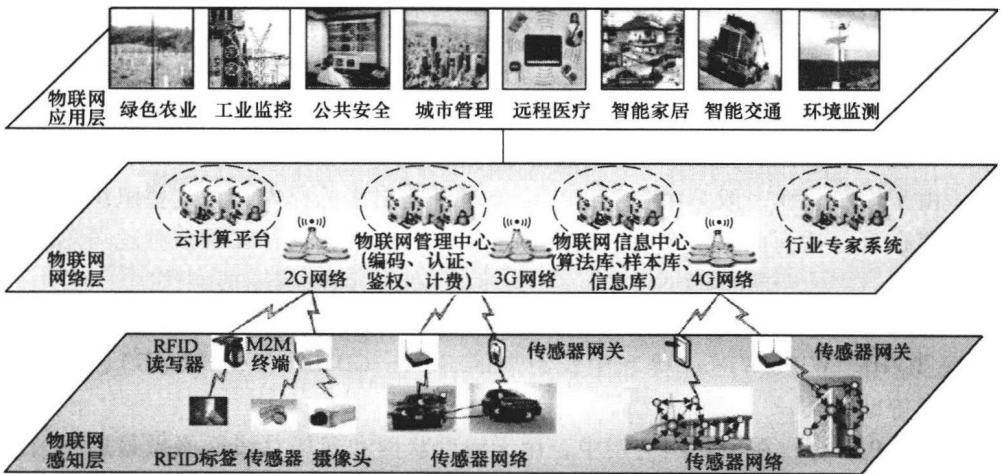 物联网
应用层
绿色农业 工业监控 公共安全 城市管理 远程医疗 智能家居 智能交通 环境监测
云计算平台
物联网管理中心
(编码、认证、
鉴权、计费)
物联网信息中心
(算法库、样本库、
信息库)
行业专家系统
物联网
网络层
2G网络 3G网络 4G网络
RFID
读写器
M2M
终端
传感器网关
传感器网关
物联网
感知层
RFID标签 传感器 摄像头 传感器网络 传感器网络